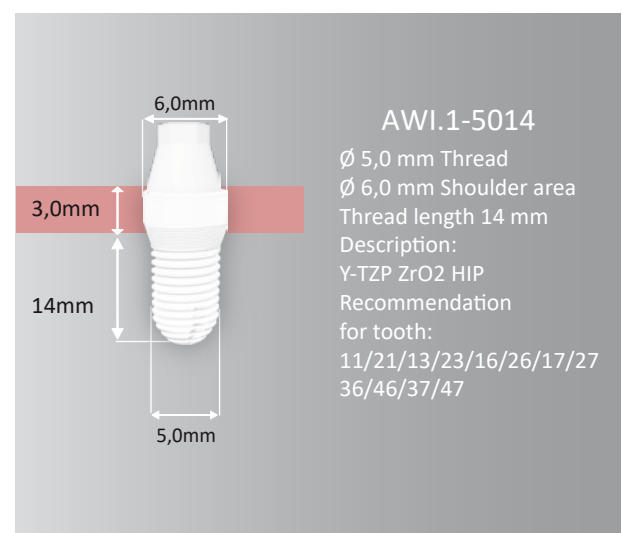 6,0mm
3,0mm
14mm
5,0mm
AWI.1-5014
Ø 5,0 mm Thread
Ø 6,0 mm Shoulder area
Thread length 14 mm
Description:
Y-TZP ZrO2 HIP
Recommendation
for tooth:
11/21/13/23/16/26/17/27
36/46/37/47